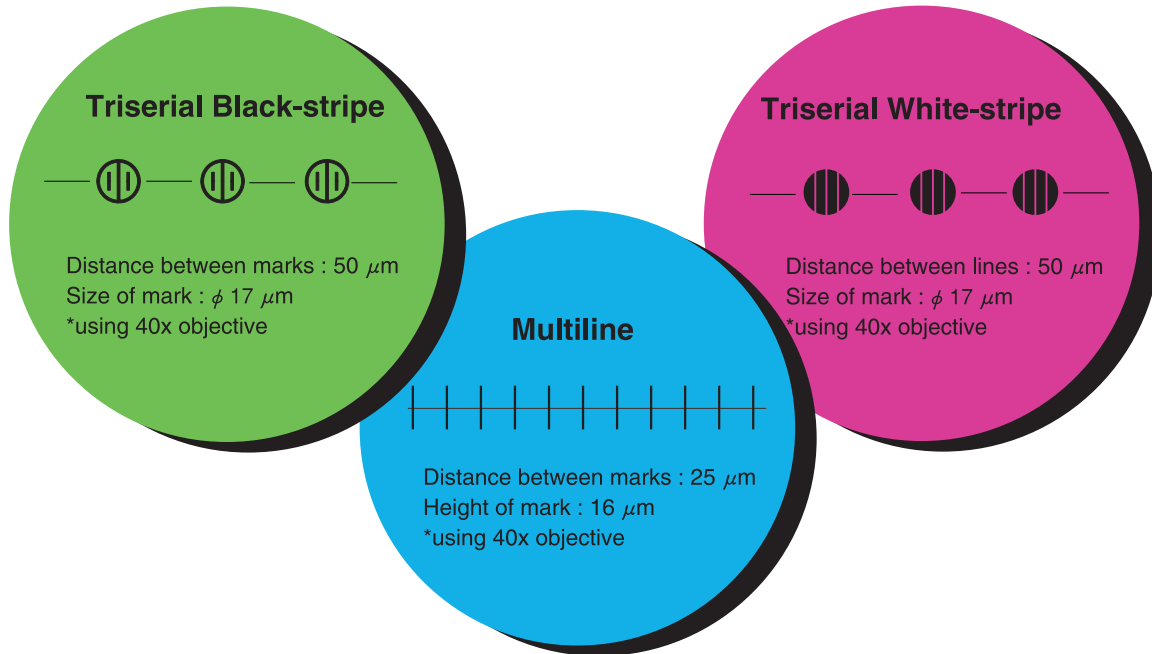 Triserial Black-stripe
Distance between marks : 50 μm
Size of mark : ϕ 17 μm
*using 40x objective
Triserial White-stripe
Distance between lines : 50 μm
Size of mark : ϕ 17 μm
*using 40x objective
Multiline
Distance between marks : 25 μm
Height of mark : 16 μm
*using 40x objective